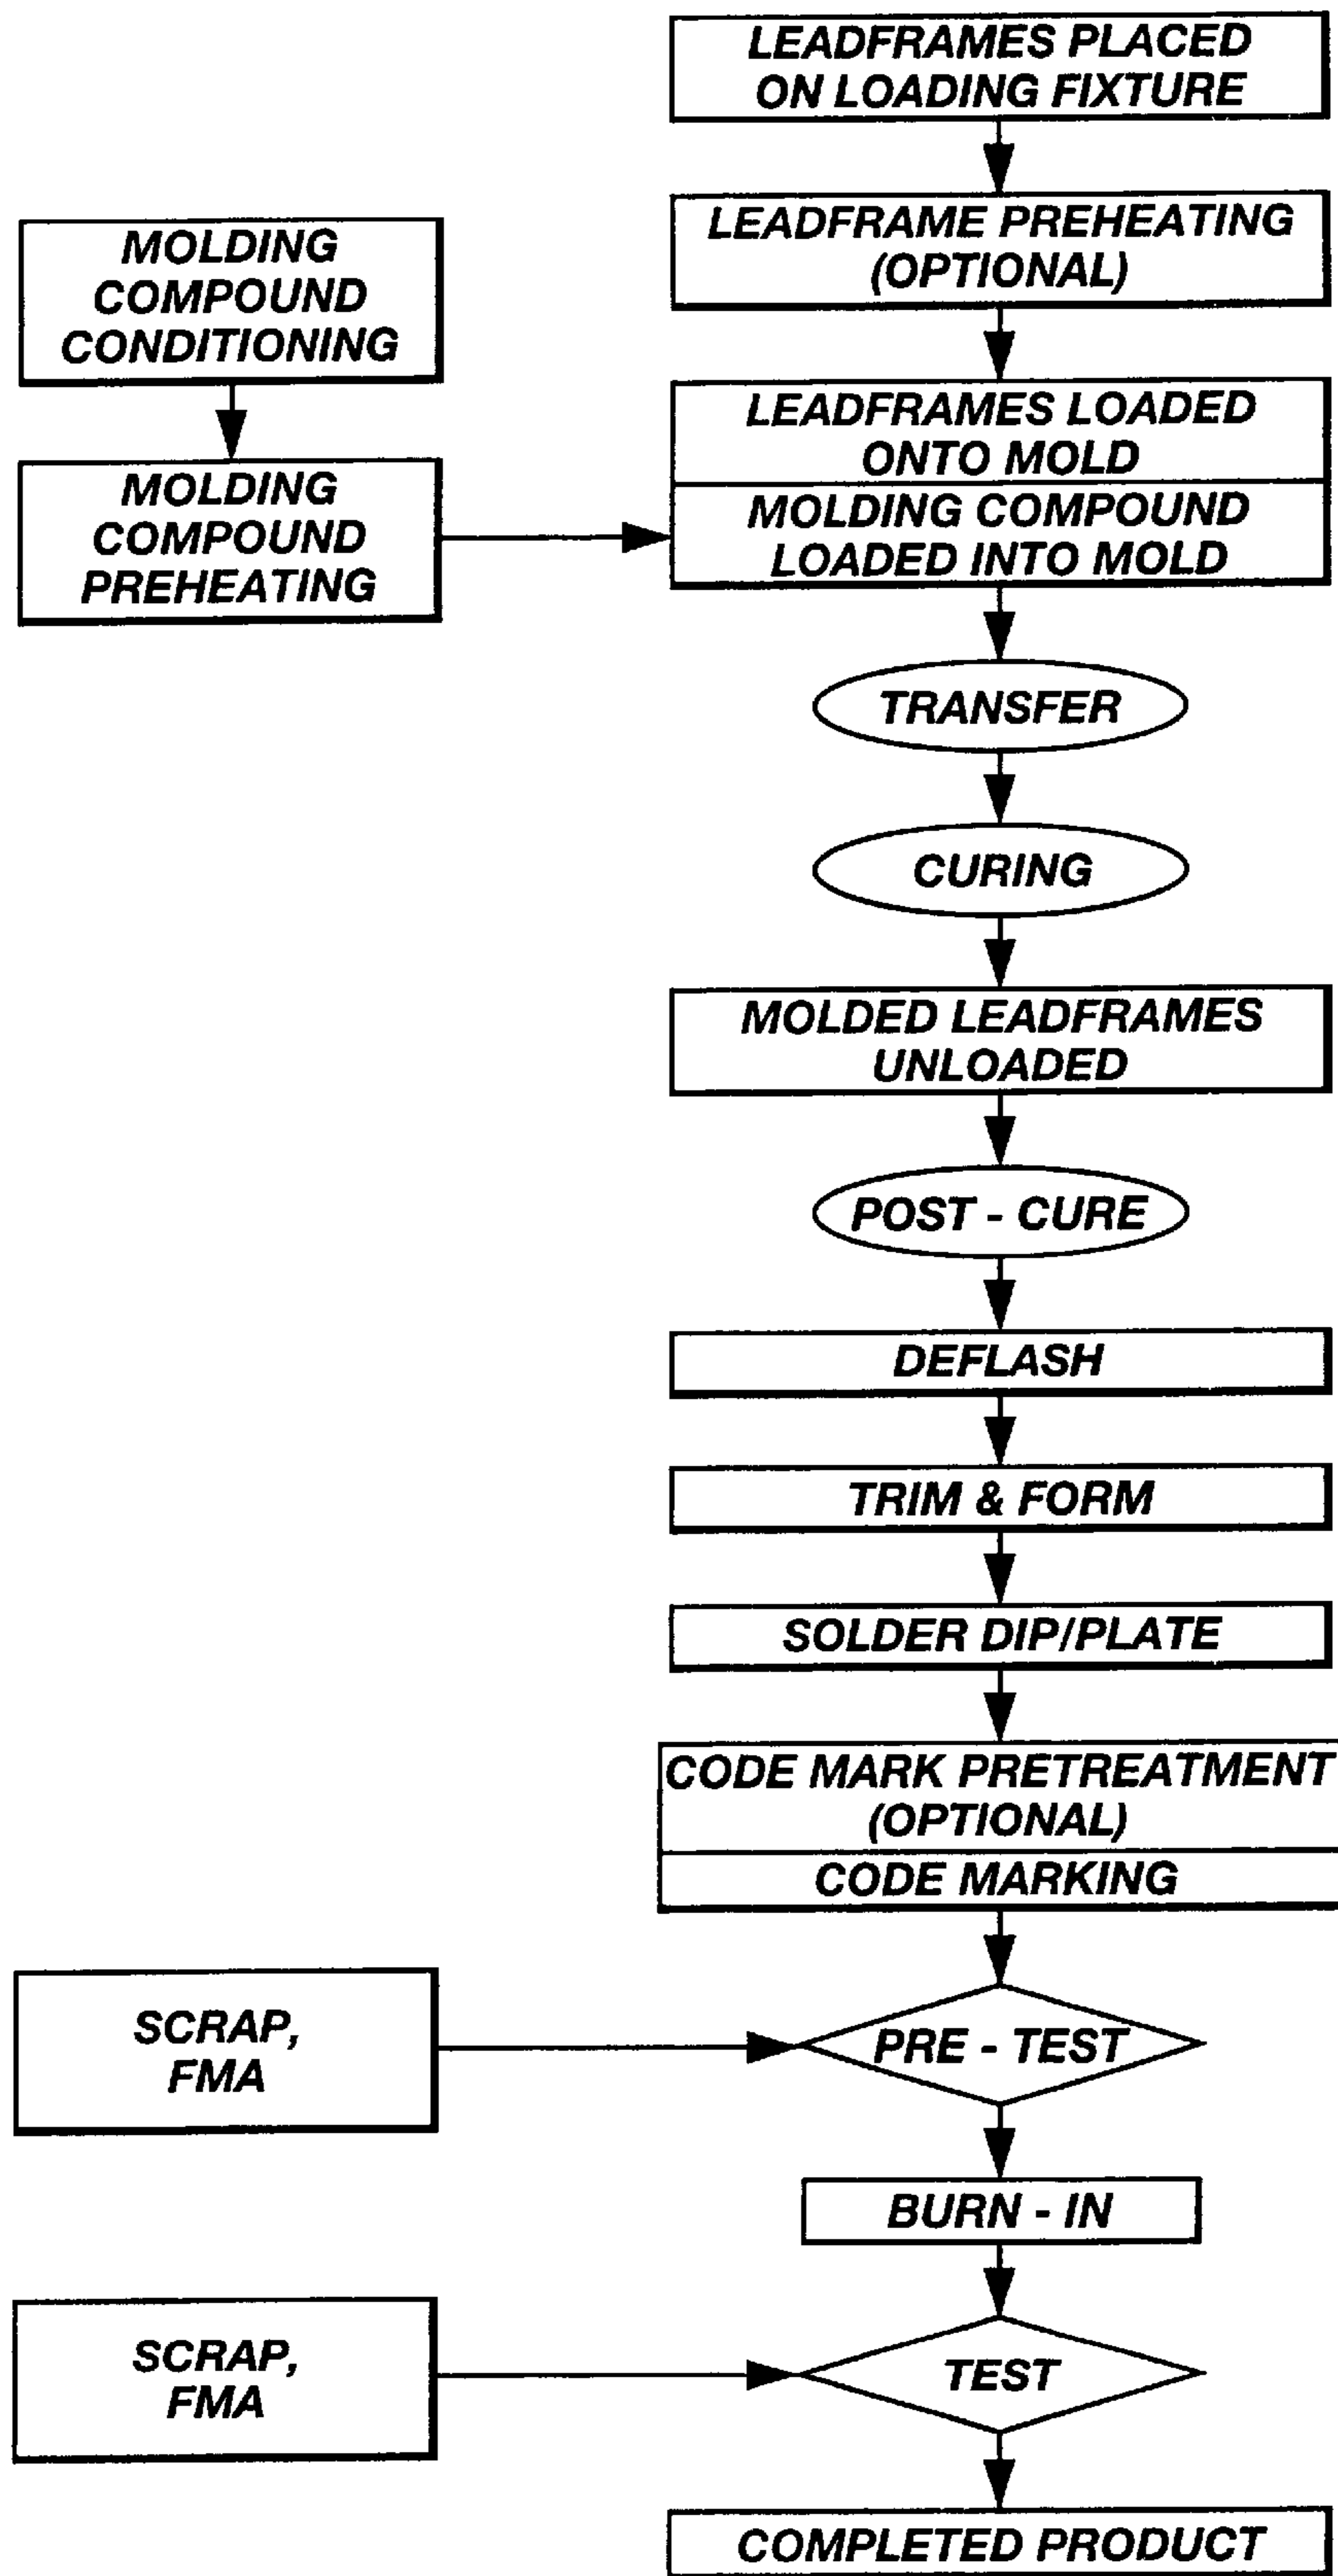 LEADFRAMES PLACED
ON LOADING FIXTURE
LEADFRAME PREHEATING
(OPTIONAL)
MOLDING
COMPOUND
CONDITIONING
LEADFRAMES LOADED
ONTO MOLD
MOLDING
COMPOUND
PREHEATING
MOLDING COMPOUND
LOADED INTO MOLD
TRANSFER
CURING
MOLDED LEADFRAMES
UNLOADED
POST - CURE
DEFLASH
TRIM & FORM
SOLDER DIP/PLATE
CODE MARK PRETREATMENT
(OPTIONAL)
CODE MARKING
SCRAP,
FMA
PRE - TEST
BURN - IN
SCRAP,
FMA
TEST
COMPLETED PRODUCT